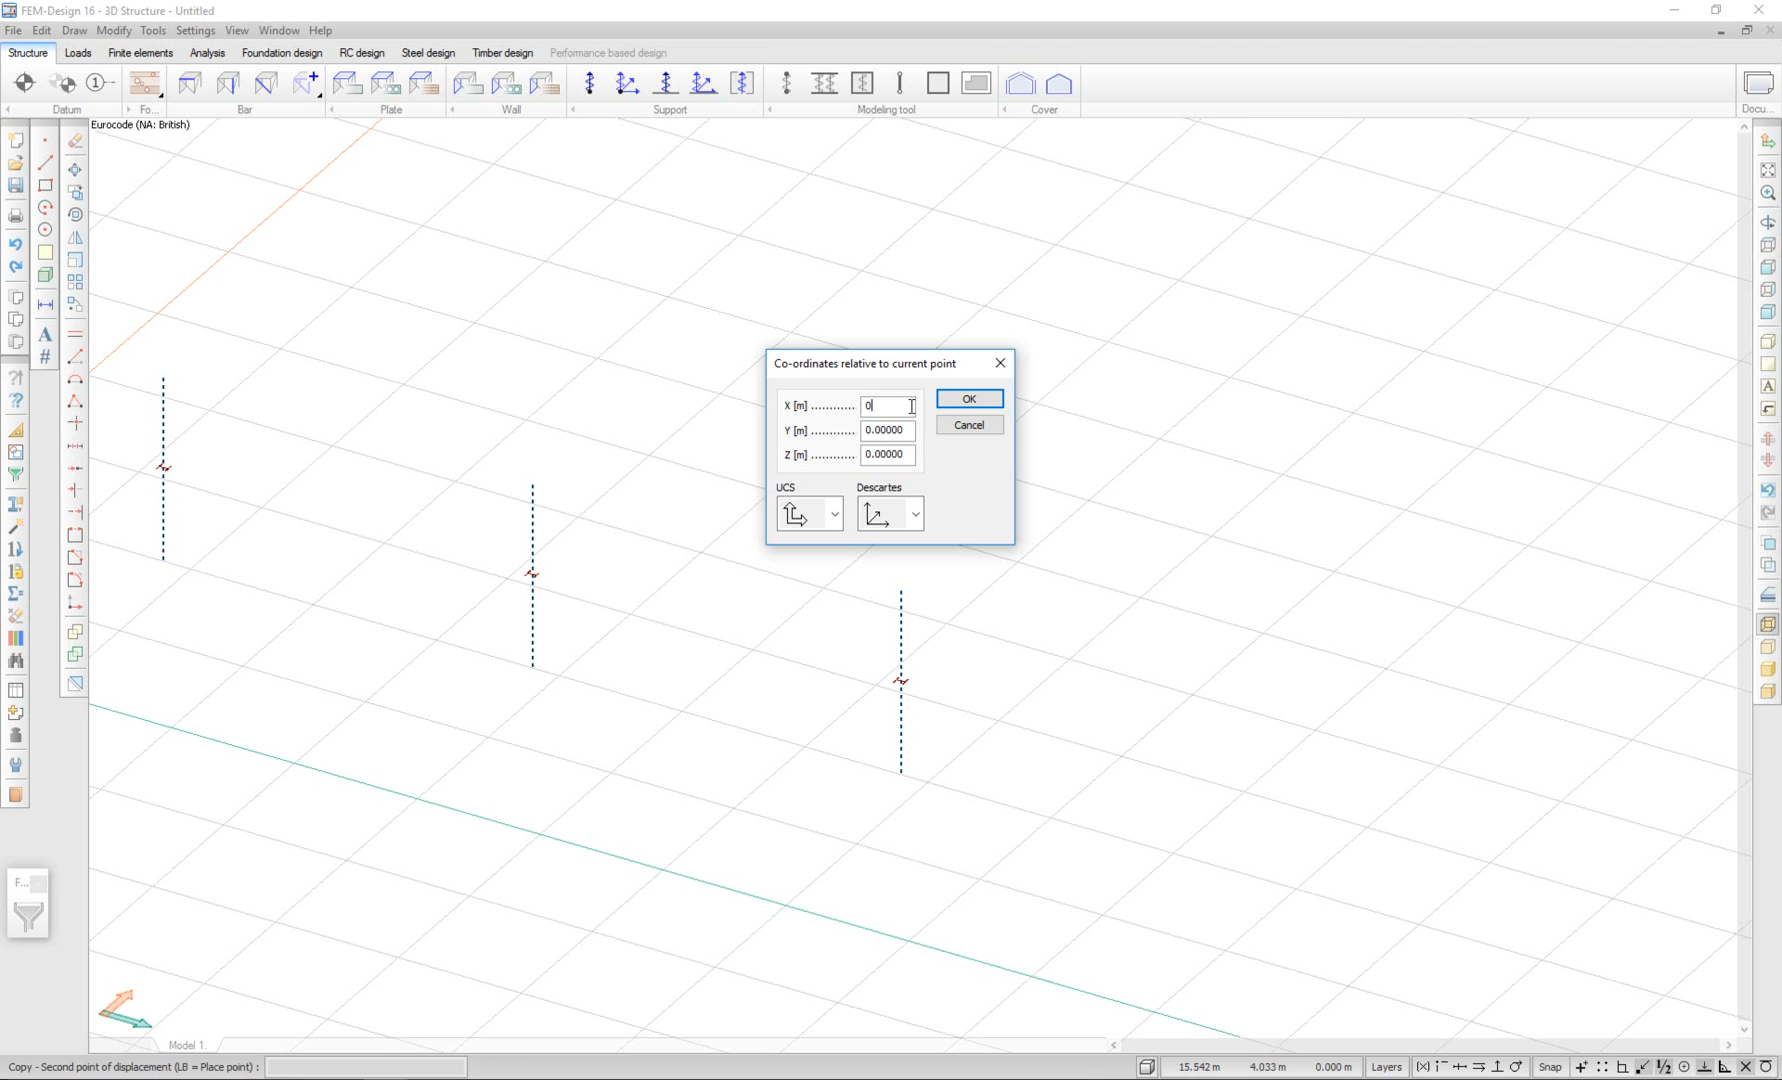 FEM-Design 16 - 3D Structure - Untitled
File Edit Draw Modify Tools Settings View Window Help
Structure Loads Finite elements Analysis Foundation design RC design Steel design Timber design Performance based design
Datum Fo... Bar Plate Wall Support Modeling tool Cover Docu...
Eurocode (NA: British)
Co-ordinates relative to current point
X [m] ............ 0
Y [m] ............ 0.00000
Z [m] ............ 0.00000
OK
Cancel
UCS Descartes
F...
Model 1.
Copy - Second point of displacement (LB = Place point) :
15.542 m 4.033 m 0.000 m Layers Snap